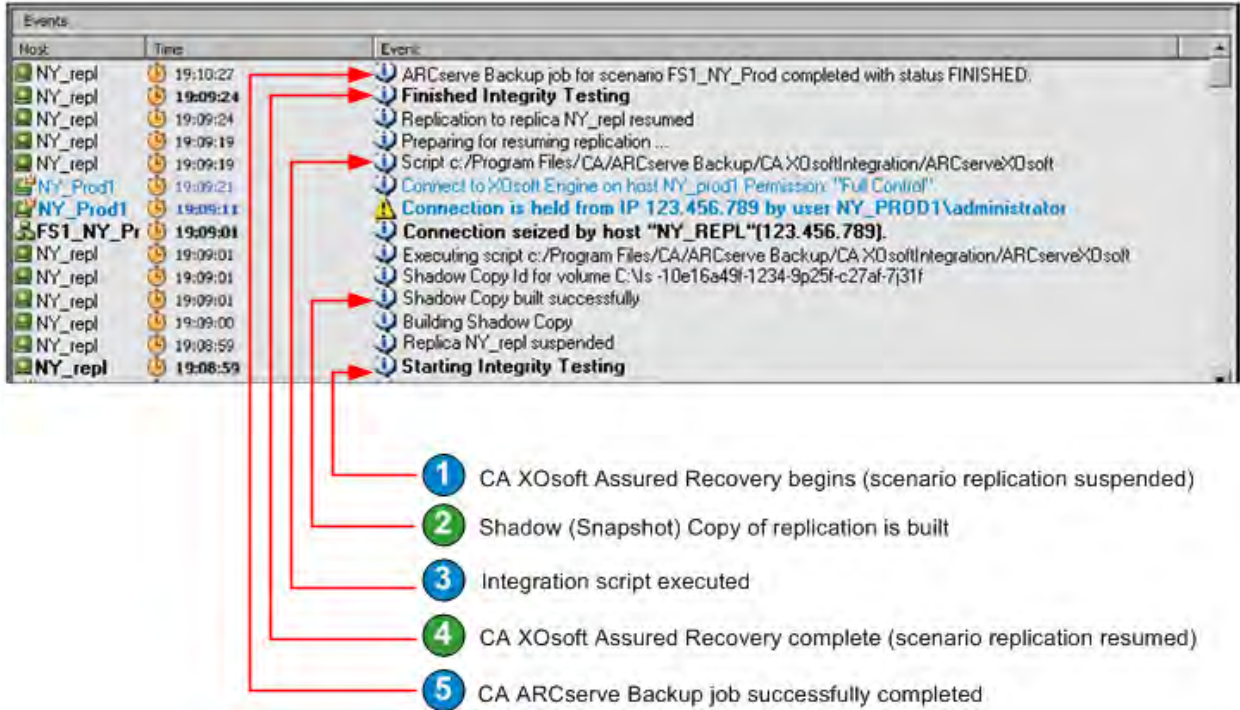 Events
Host Time Event
NY_repl 19:10:27 ARCserve Backup job for scenario FS1_NY_Prod completed with status FINISHED.
NY_repl 19:09:24 Finished Integrity Testing
NY_repl 19:09:24 Replication to replica NY_repl resumed
NY_repl 19:09:19 Preparing for resuming replication ...
NY_repl 19:09:19 Script c:/Program Files/CA/ARCserve Backup/CA XOsoftIntegration/ARCserveXOsoft
NY_Prod1 19:09:21 Connect to XOsoft Engine on host NY_prod1 Permission: "Full Control"
NY_Prod1 19:09:11 Connection is held from IP 123.456.789 by user NY_PROD1\administrator
FS1_NY_Pr 19:09:01 Connection seized by host "NY_REPL"(123.456.789).
NY_repl 19:09:01 Executing script c:/Program Files/CA/ARCserve Backup/CA XOsoftIntegration/ARCserveXOsoft
NY_repl 19:09:01 Shadow Copy Id for volume C:\Is -10e16a49f-1234-9p25f-c27af-7j31f
NY_repl 19:09:01 Shadow Copy built successfully
NY_repl 19:09:00 Building Shadow Copy
NY_repl 19:08:59 Replica NY_repl suspended
NY_repl 19:08:59 Starting Integrity Testing
1 CA XOsoft Assured Recovery begins (scenario replication suspended)
2 Shadow (Snapshot) Copy of replication is built
3 Integration script executed
4 CA XOsoft Assured Recovery complete (scenario replication resumed)
5 CA ARCserve Backup job successfully completed